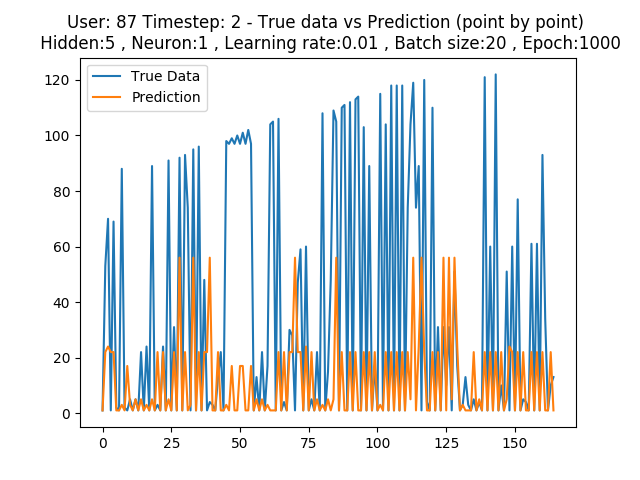 User: 87 Timestep: 2 - True data vs Prediction (point by point)
Hidden:5 , Neuron:1 , Learning rate:0.01 , Batch size:20 , Epoch:1000
True Data
Prediction
120
100
80
60
40
20
0
0 25 50 75 100 125 150